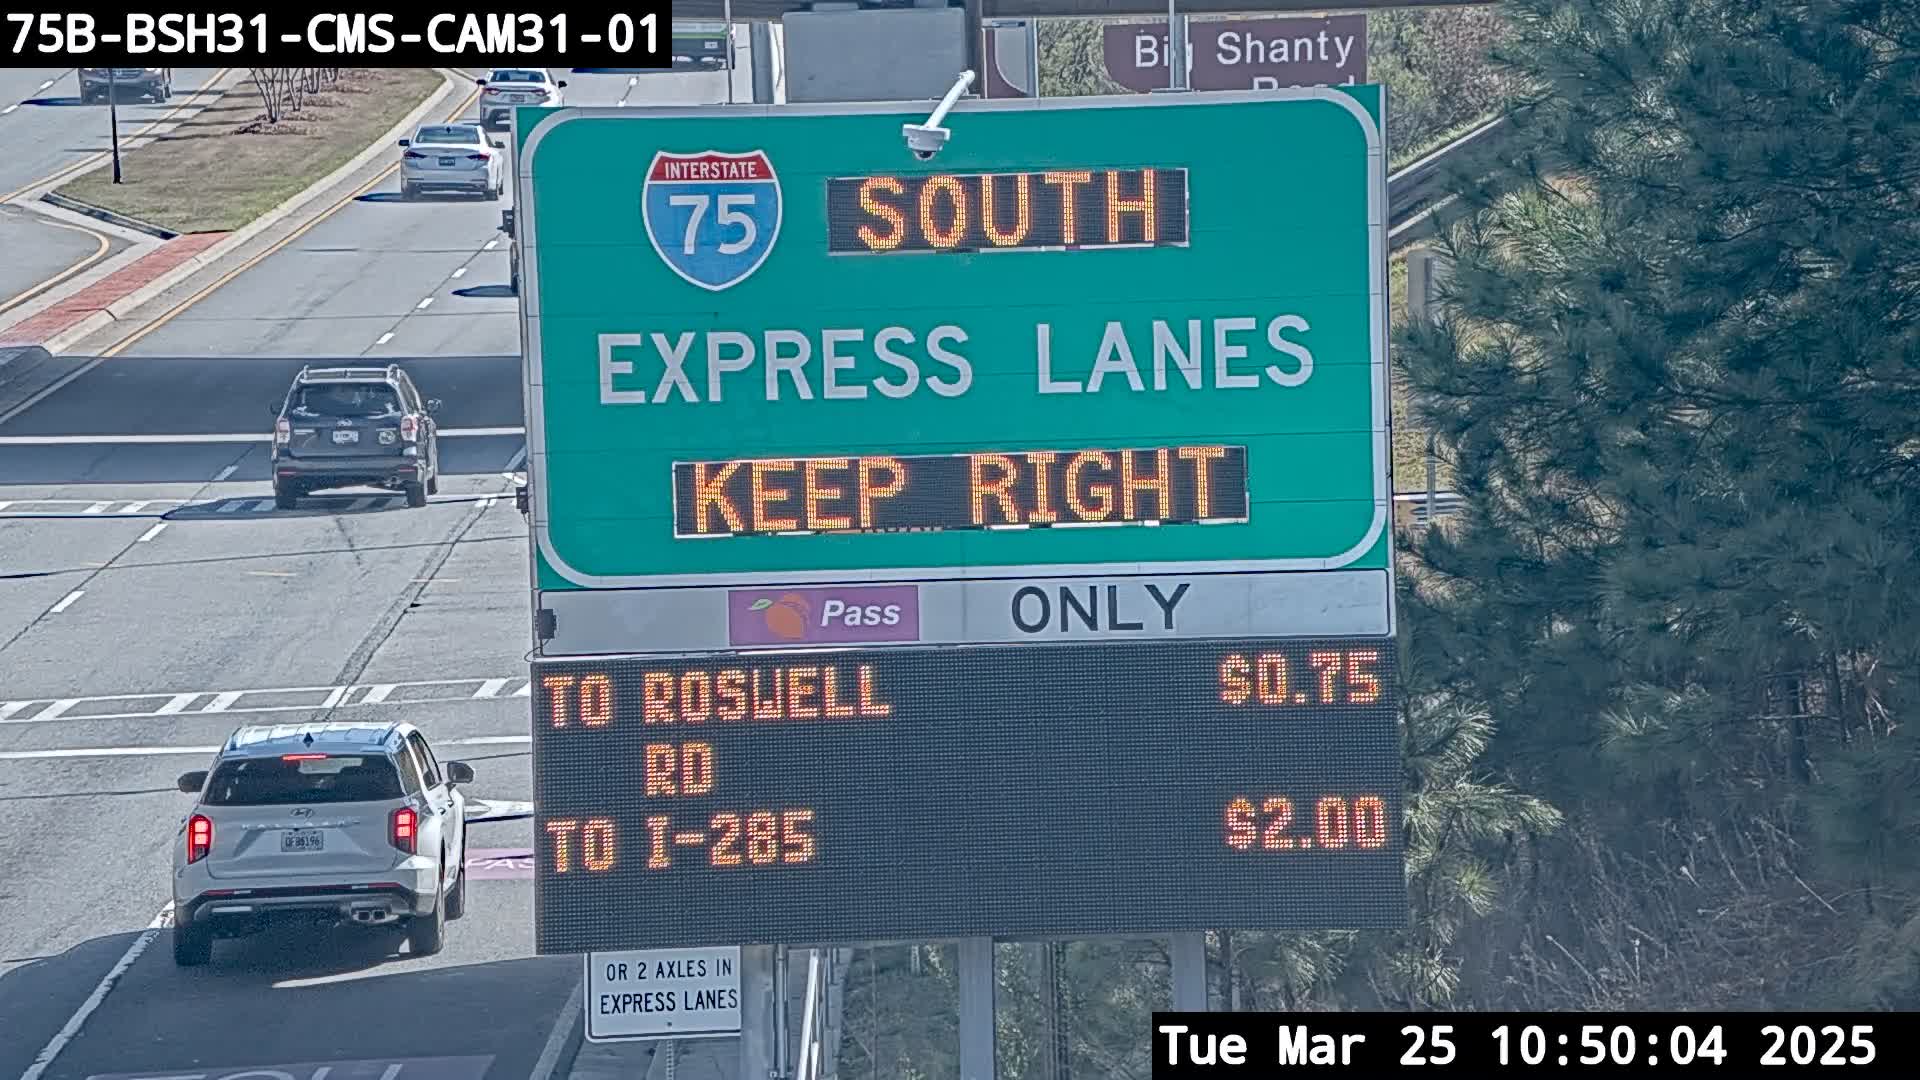 75B-BSH31-CMS-CAM31-01
Big Shanty
Road
INTERSTATE
75
SOUTH
EXPRESS LANES
KEEP RIGHT
Pass ONLY
TO ROSWELL $0.75
RD
TO I-285 $2.00
OR 2 AXLES IN
EXPRESS LANES
Tue Mar 25 10:50:04 2025